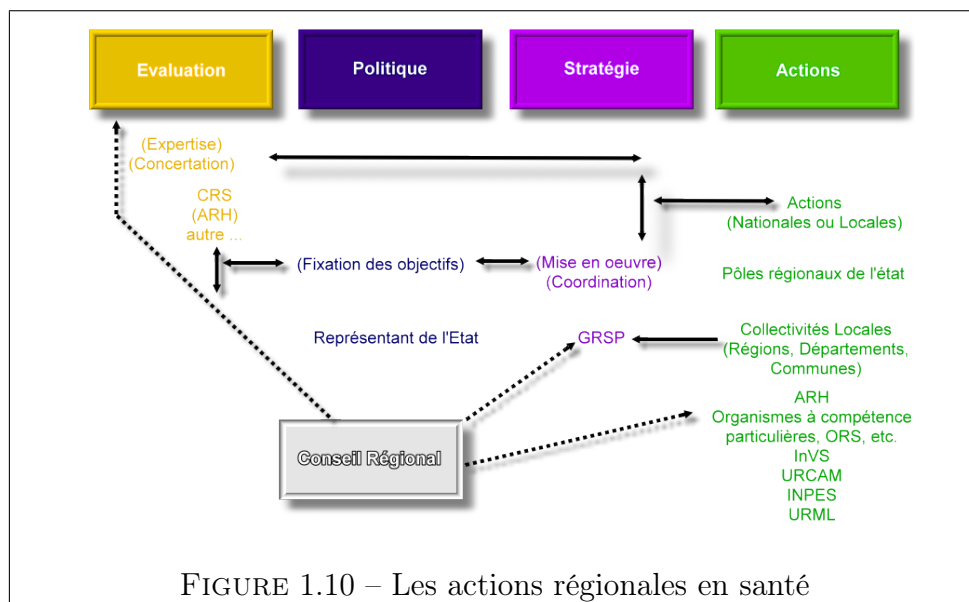 Evaluation
Politique
Stratégie
Actions
(Expertise)
(Concertation)
CRS
(ARH)
autre ...
Actions
(Nationales ou Locales)
(Fixation des objectifs)
(Mise en oeuvre)
(Coordination)
Pôles régionaux de l'état
Représentant de l'Etat
GRSP
Collectivités Locales
(Régions, Départements,
Communes)
ARH
Organismes à compétence
particulières, ORS, etc.
InVS
URCAM
INPES
URML
Conseil Régional
FIGURE 1.10 – Les actions régionales en santé